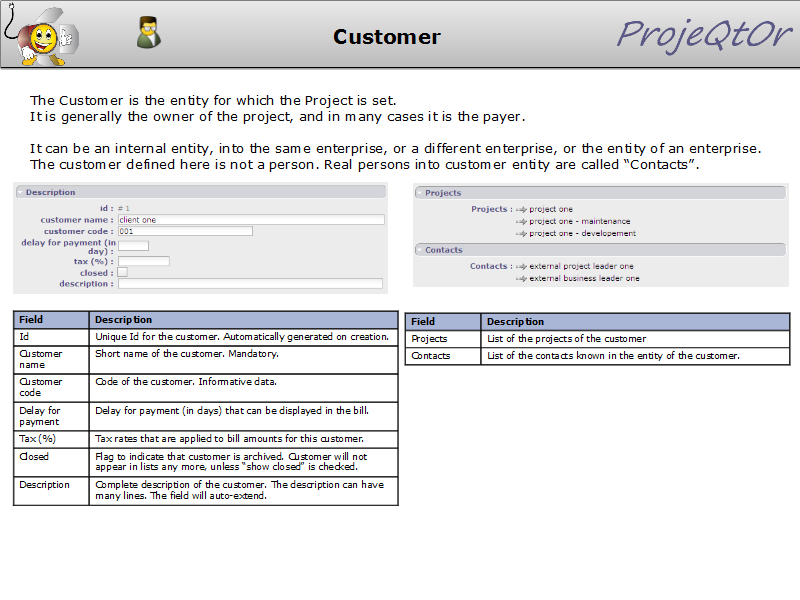 Customer
ProjeQtOr
The Customer is the entity for which the Project is set.
It is generally the owner of the project, and in many cases it is the payer.
It can be an internal entity, into the same enterprise, or a different enterprise, or the entity of an enterprise.
The customer defined here is not a person. Real persons into customer entity are called “Contacts”.
Description
id : # 1
customer name : client one
customer code : 001
delay for payment (in
day) :
tax (%) :
closed :
description :
Projects
Projects : project one
project one - maintenance
project one - developement
Contacts
Contacts : external project leader one
external business leader one
Field Description
Id Unique Id for the customer. Automatically generated on creation.
Customer name Short name of the customer. Mandatory.
Customer code Code of the customer. Informative data.
Delay for payment Delay for payment (in days) that can be displayed in the bill.
Tax (%) Tax rates that are applied to bill amounts for this customer.
Closed Flag to indicate that customer is archived. Customer will not
appear in lists any more, unless “show closed” is checked.
Description Complete description of the customer. The description can have
many lines. The field will auto-extend.
Field Description
Projects List of the projects of the customer
Contacts List of the contacts known in the entity of the customer.